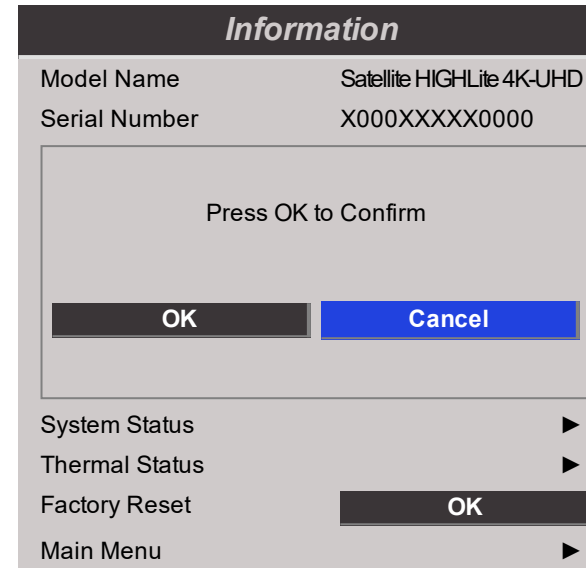 Information
Model Name Satellite HIGHLite 4K-UHD
Serial Number X000XXXXX0000
Press OK to Confirm
OK Cancel
System Status ►
Thermal Status ►
Factory Reset OK
Main Menu ►